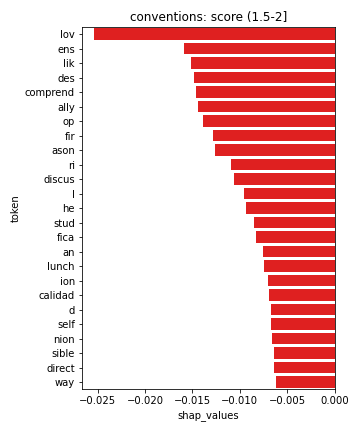 conventions: score (1.5-2]
lov
ens
lik
des
comprend
ally
op
fir
ason
ri
discus
I
he
stud
fica
an
lunch
ion
calidad
d
self
nion
sible
direct
way
token
−0.025 −0.020 −0.015 −0.010 −0.005 0.000
shap_values